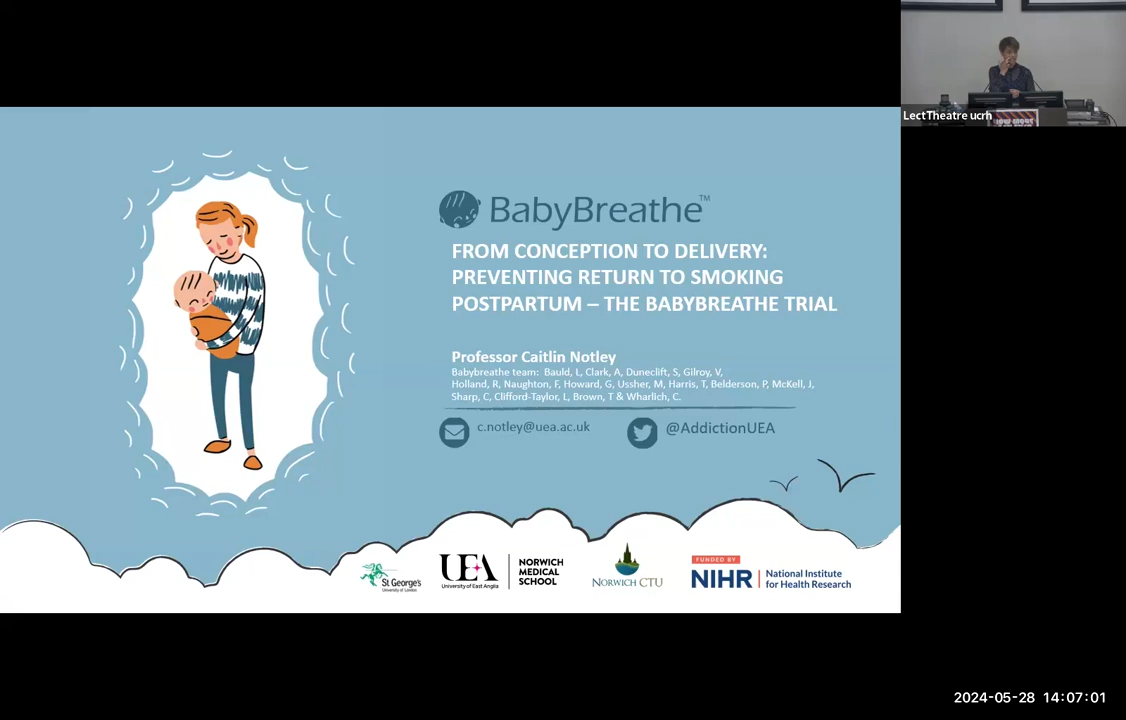 LectTheatre ucrh
BabyBreathe™
FROM CONCEPTION TO DELIVERY:
PREVENTING RETURN TO SMOKING
POSTPARTUM – THE BABYBREATHE TRIAL
Professor Caitlin Notley
Babybreathe team: Bauld, L, Clark, A, Duneclift, S, Gilroy, V,
Holland, R, Naughton, F, Howard, G, Ussher, M, Harris, T, Belderson, P, McKell, J,
Sharp, C, Clifford-Taylor, L, Brown, T & Wharlich, C.
c.notley@uea.ac.uk
@AddictionUEA
St George's
University of London
UEA
University of East Anglia
NORWICH
MEDICAL
SCHOOL
NORWICH CTU
FUNDED BY
NIHR
National Institute
for Health Research
2024-05-28 14:07:01